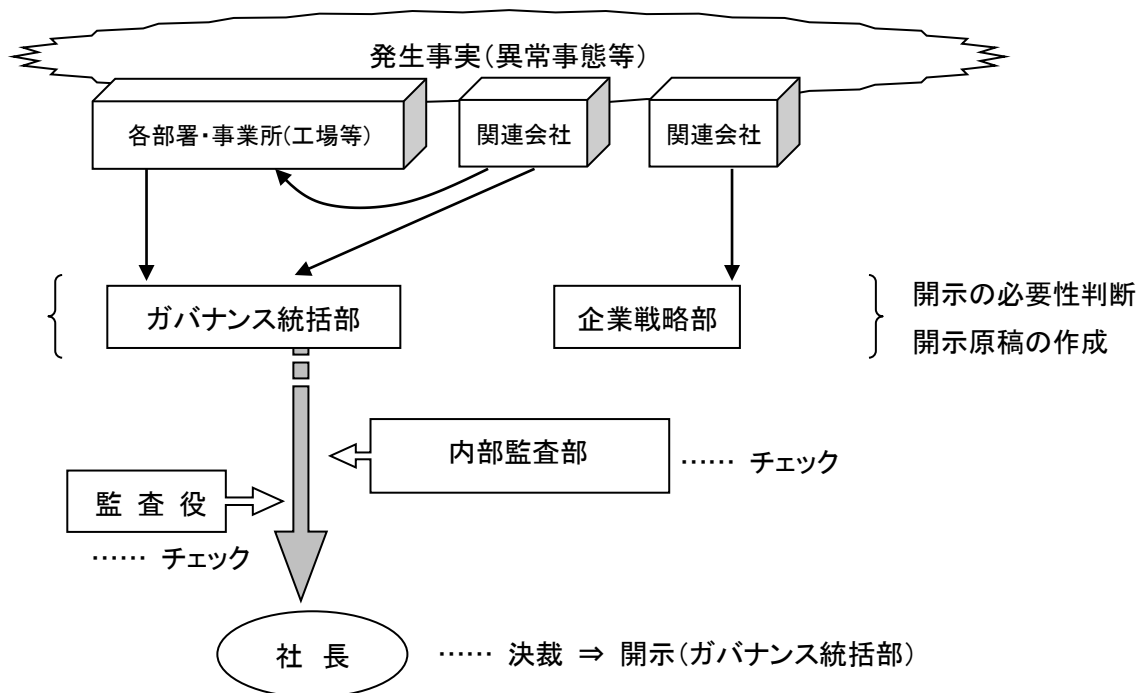 発生事実(異常事態等)
各部署・事業所(工場等)
関連会社
関連会社
ガバナンス統括部
企業戦略部
開示の必要性判断
開示原稿の作成
内部監査部
…… チェック
監 査 役
…… チェック
社 長
…… 決裁 ⇒ 開示(ガバナンス統括部)